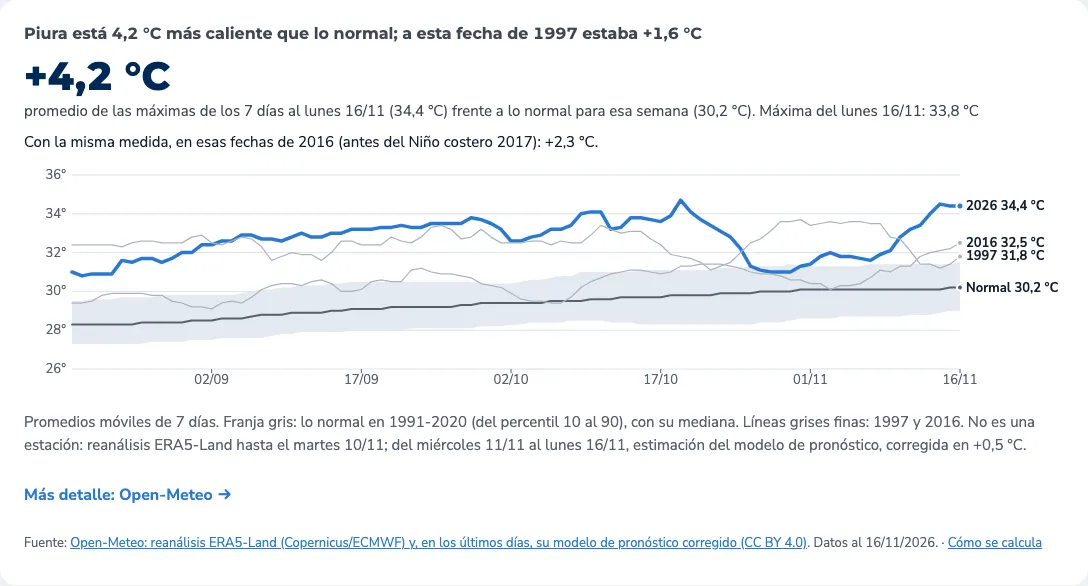 Piura está 4,2 °C más caliente que lo normal; a esta fecha de 1997 estaba +1,6 °C
+4,2 °C
promedio de las máximas de los 7 días al lunes 16/11 (34,4 °C) frente a lo normal para esa semana (30,2 °C). Máxima del lunes 16/11: 33,8 °C
Con la misma medida, en esas fechas de 2016 (antes del Niño costero 2017): +2,3 °C.
36°
34°
32°
30°
28°
26°
2026 34,4 °C
2016 32,5 °C
1997 31,8 °C
Normal 30,2 °C
02/09
17/09
02/10
17/10
01/11
16/11
Promedios móviles de 7 días. Franja gris: lo normal en 1991-2020 (del percentil 10 al 90), con su mediana. Líneas grises finas: 1997 y 2016. No es una
estación: reanálisis ERA5-Land hasta el martes 10/11; del miércoles 11/11 al lunes 16/11, estimación del modelo de pronóstico, corregida en +0,5 °C.
Más detalle: Open-Meteo →
Fuente: Open-Meteo: reanálisis ERA5-Land (Copernicus/ECMWF) y, en los últimos días, su modelo de pronóstico corregido (CC BY 4.0). Datos al 16/11/2026. · Cómo se calcula